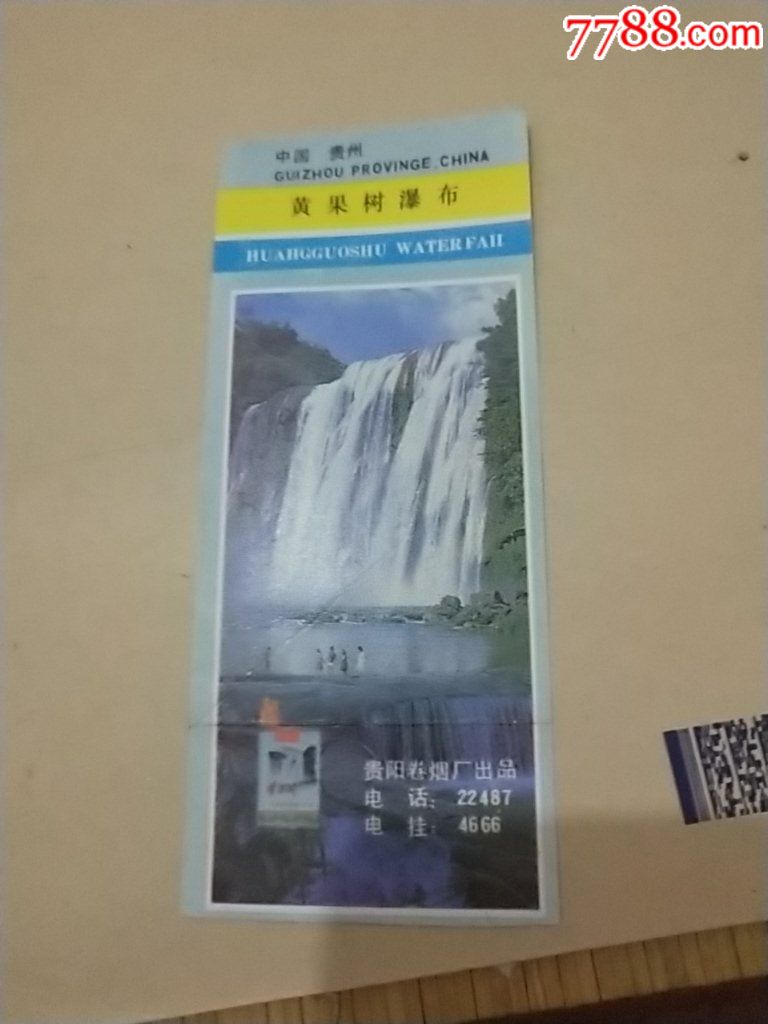 7788.com
中国 贵州
GUIZHOU PROVINGE,CHINA
黄果树瀑布
HUAHGGUOSHU WATERFAII
贵阳卷烟厂出品
电 话: 22487
电 挂: 4666